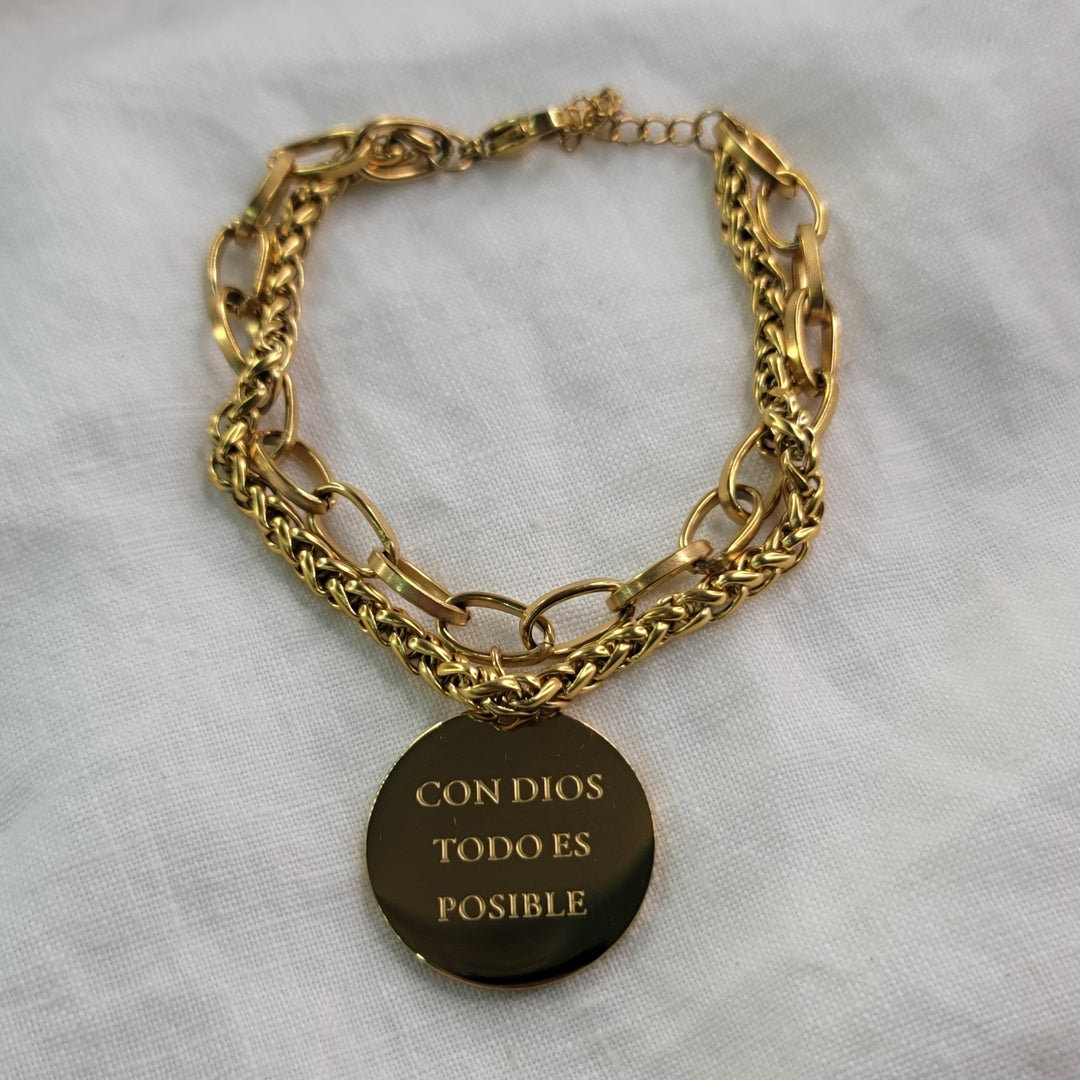 CON DIOS
TODO ES
POSIBLE